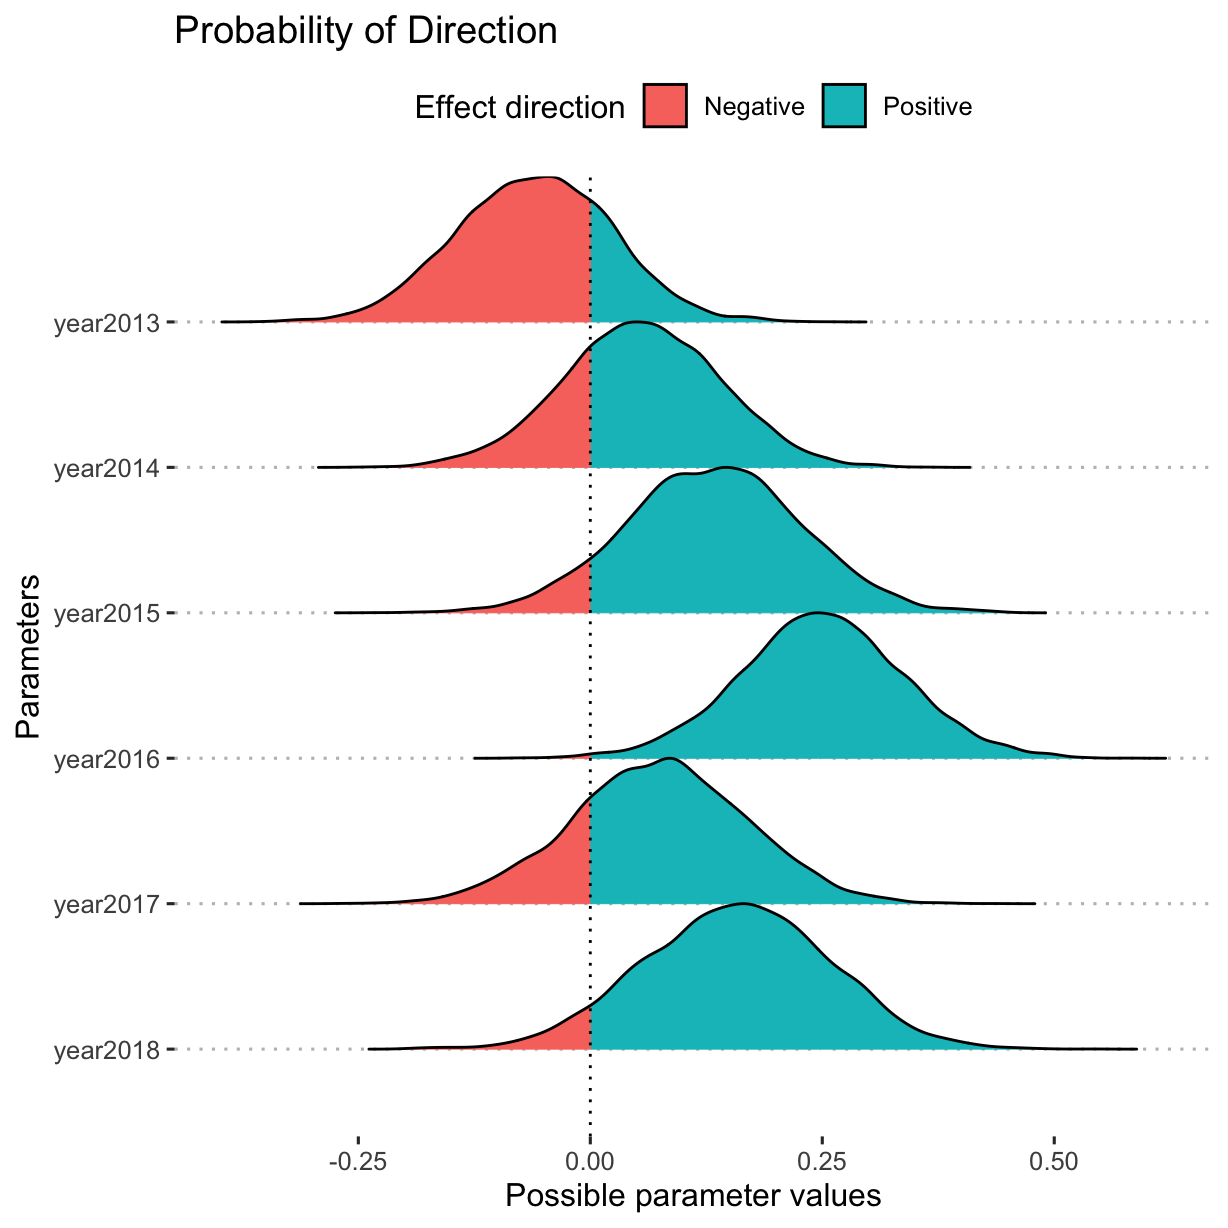 Probability of Direction
Effect direction Negative Positive
year2013
year2014
year2015
year2016
year2017
year2018
Parameters
-0.25 0.00 0.25 0.50
Possible parameter values